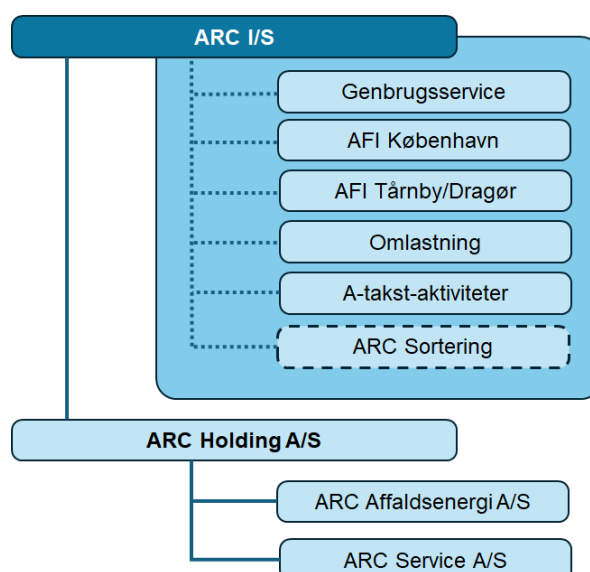 ARC I/S
Genbrugsservice
AFI København
AFI Tårnby/Dragør
Omlastning
A-takst-aktiviteter
ARC Sortering
ARC Holding A/S
ARC Affaldsenergi A/S
ARC Service A/S